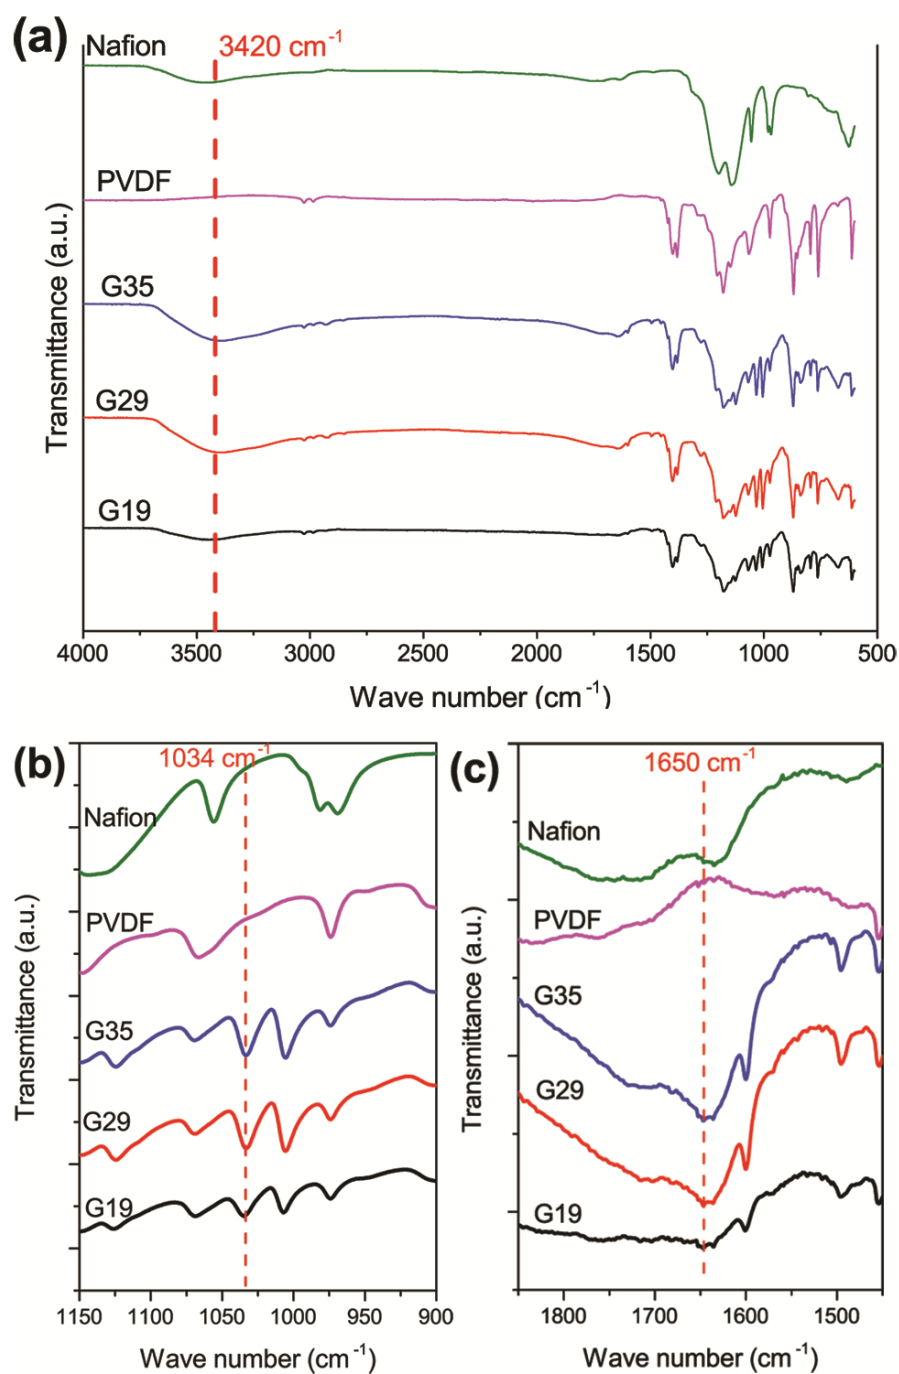 (a)
Nafion
3420 cm⁻¹
PVDF
G35
G29
G19
Transmittance (a.u.)
4000 3500 3000 2500 2000 1500 1000 500
Wave number (cm⁻¹)
(b)
1034 cm⁻¹
Nafion
PVDF
G35
G29
G19
Transmittance (a.u.)
1150 1100 1050 1000 950 900
Wave number (cm⁻¹)
(c)
1650 cm⁻¹
Nafion
PVDF
G35
G29
G19
Transmittance (a.u.)
1800 1700 1600 1500
Wave number (cm⁻¹)